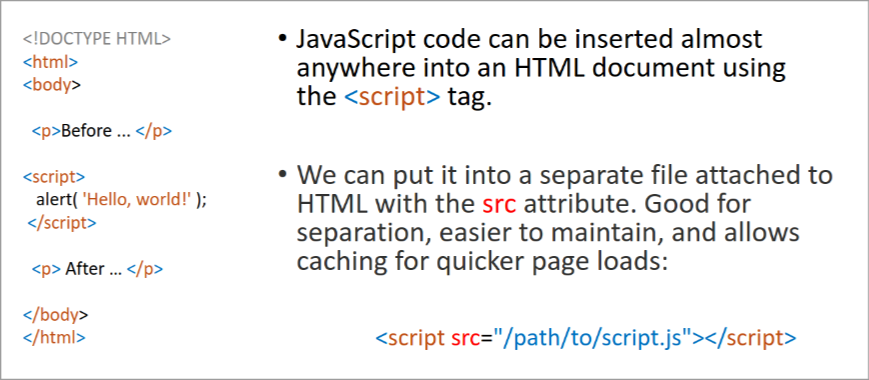 <!DOCTYPE HTML>
<html>
<body>
<p>Before ... </p>
<script>
alert( 'Hello, world!' );
</script>
<p> After ... </p>
</body>
</html>
• JavaScript code can be inserted almost
anywhere into an HTML document using
the <script> tag.
• We can put it into a separate file attached to
HTML with the src attribute. Good for
separation, easier to maintain, and allows
caching for quicker page loads:
<script src="/path/to/script.js"></script>